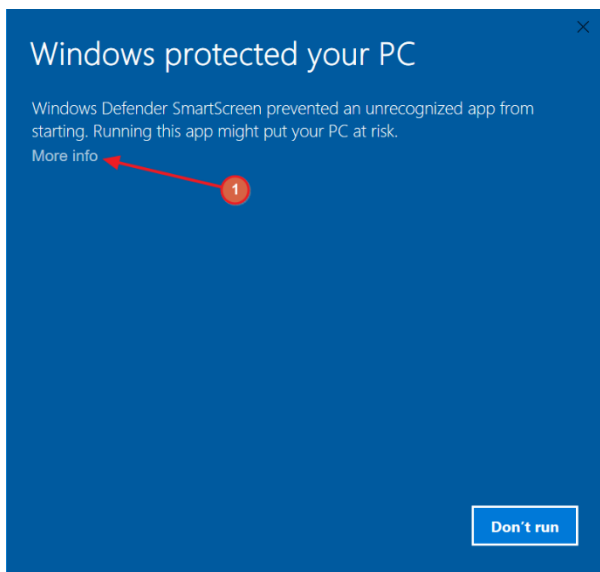 Windows protected your PC
Windows Defender SmartScreen prevented an unrecognized app from
starting. Running this app might put your PC at risk.
More info
1
Don't run